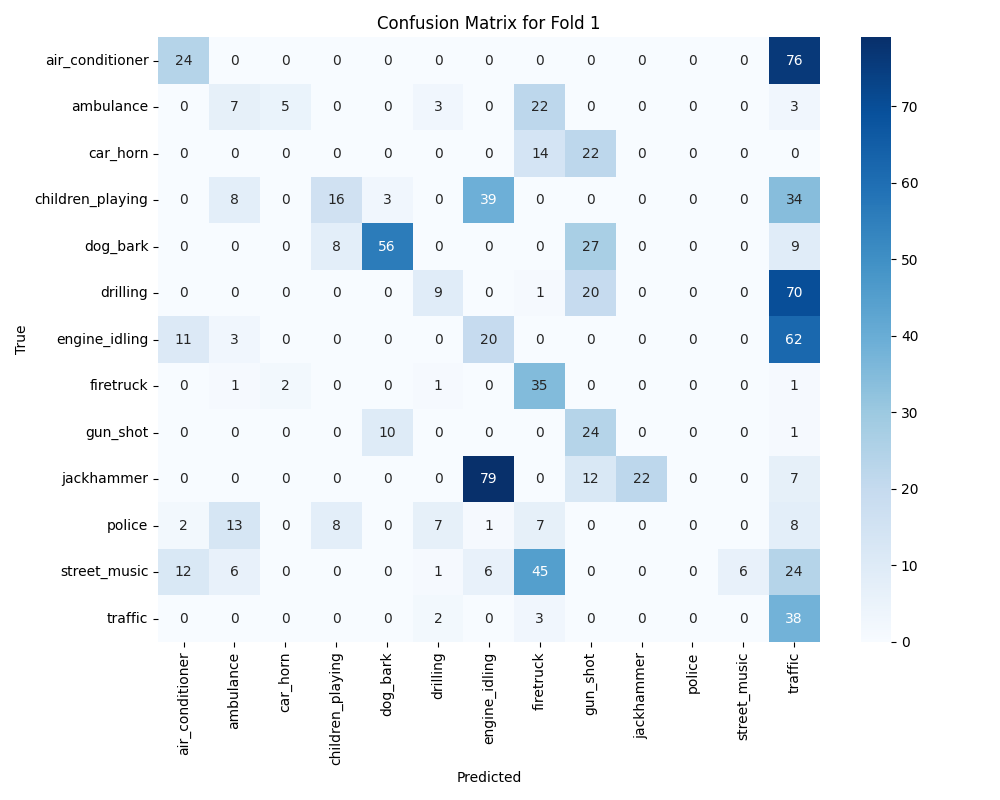 Confusion Matrix for Fold 1
True
air_conditioner 24 0 0 0 0 0 0 0 0 0 0 0 76
ambulance 0 7 5 0 0 3 0 22 0 0 0 0 3
car_horn 0 0 0 0 0 0 0 14 22 0 0 0 0
children_playing 0 8 0 16 3 0 39 0 0 0 0 0 34
dog_bark 0 0 0 8 56 0 0 0 27 0 0 0 9
drilling 0 0 0 0 0 9 0 1 20 0 0 0 70
engine_idling 11 3 0 0 0 0 20 0 0 0 0 0 62
firetruck 0 1 2 0 0 1 0 35 0 0 0 0 1
gun_shot 0 0 0 0 10 0 0 0 24 0 0 0 1
jackhammer 0 0 0 0 0 0 79 0 12 22 0 0 7
police 2 13 0 8 0 7 1 7 0 0 0 0 8
street_music 12 6 0 0 0 1 6 45 0 0 0 6 24
traffic 0 0 0 0 0 2 0 3 0 0 0 0 38
air_conditioner
ambulance
car_horn
children_playing
dog_bark
drilling
engine_idling
firetruck
gun_shot
jackhammer
police
street_music
traffic
Predicted
70
60
50
40
30
20
10
0